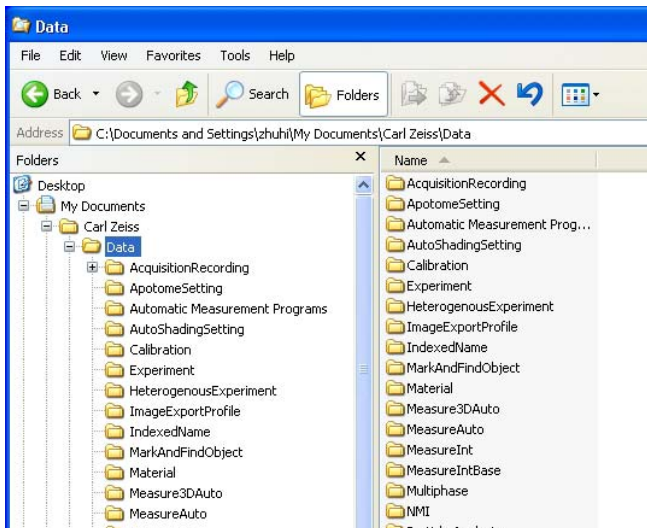 Data
File Edit View Favorites Tools Help
Back Search Folders
Address C:\Documents and Settings\zhuhi\My Documents\Carl Zeiss\Data
Folders
Desktop
My Documents
Carl Zeiss
Data
AcquisitionRecording
ApotomeSetting
Automatic Measurement Programs
AutoShadingSetting
Calibration
Experiment
HeterogenousExperiment
ImageExportProfile
IndexedName
MarkAndFindObject
Material
Measure3DAuto
MeasureAuto
Name
AcquisitionRecording
ApotomeSetting
Automatic Measurement Prog...
AutoShadingSetting
Calibration
Experiment
HeterogenousExperiment
ImageExportProfile
IndexedName
MarkAndFindObject
Material
Measure3DAuto
MeasureAuto
MeasureInt
MeasureIntBase
Multiphase
NMI